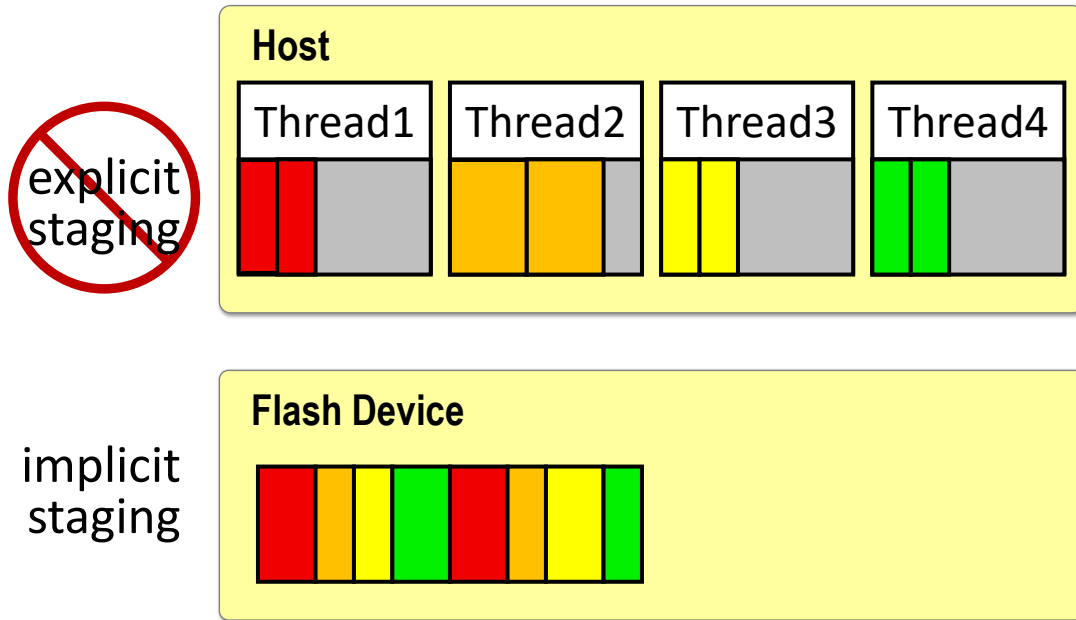 Host
Thread1 Thread2 Thread3 Thread4
explicit
staging
Flash Device
implicit
staging